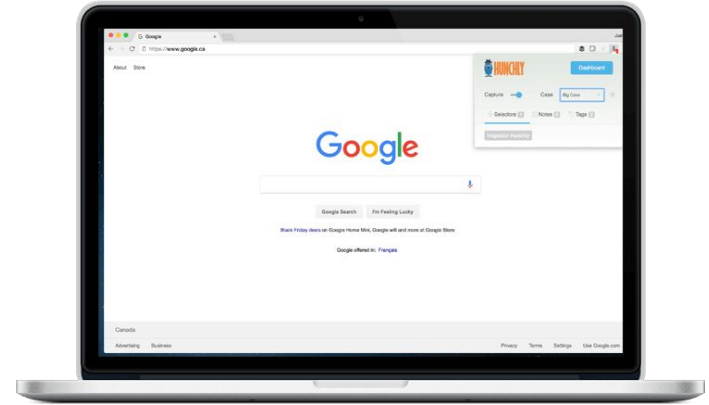 Google
https://www.google.ca
About Store
HUNCHLY
Dashboard
Capture Case Big Case
Selectors Notes Tags
Inspector Hunchly
Google
Google Search I'm Feeling Lucky
Black Friday deals on Google Home Mini, Google wifi and more at Google Store
Google offered in: Français
Canada
Advertising Business Privacy Terms Settings Use Google.com